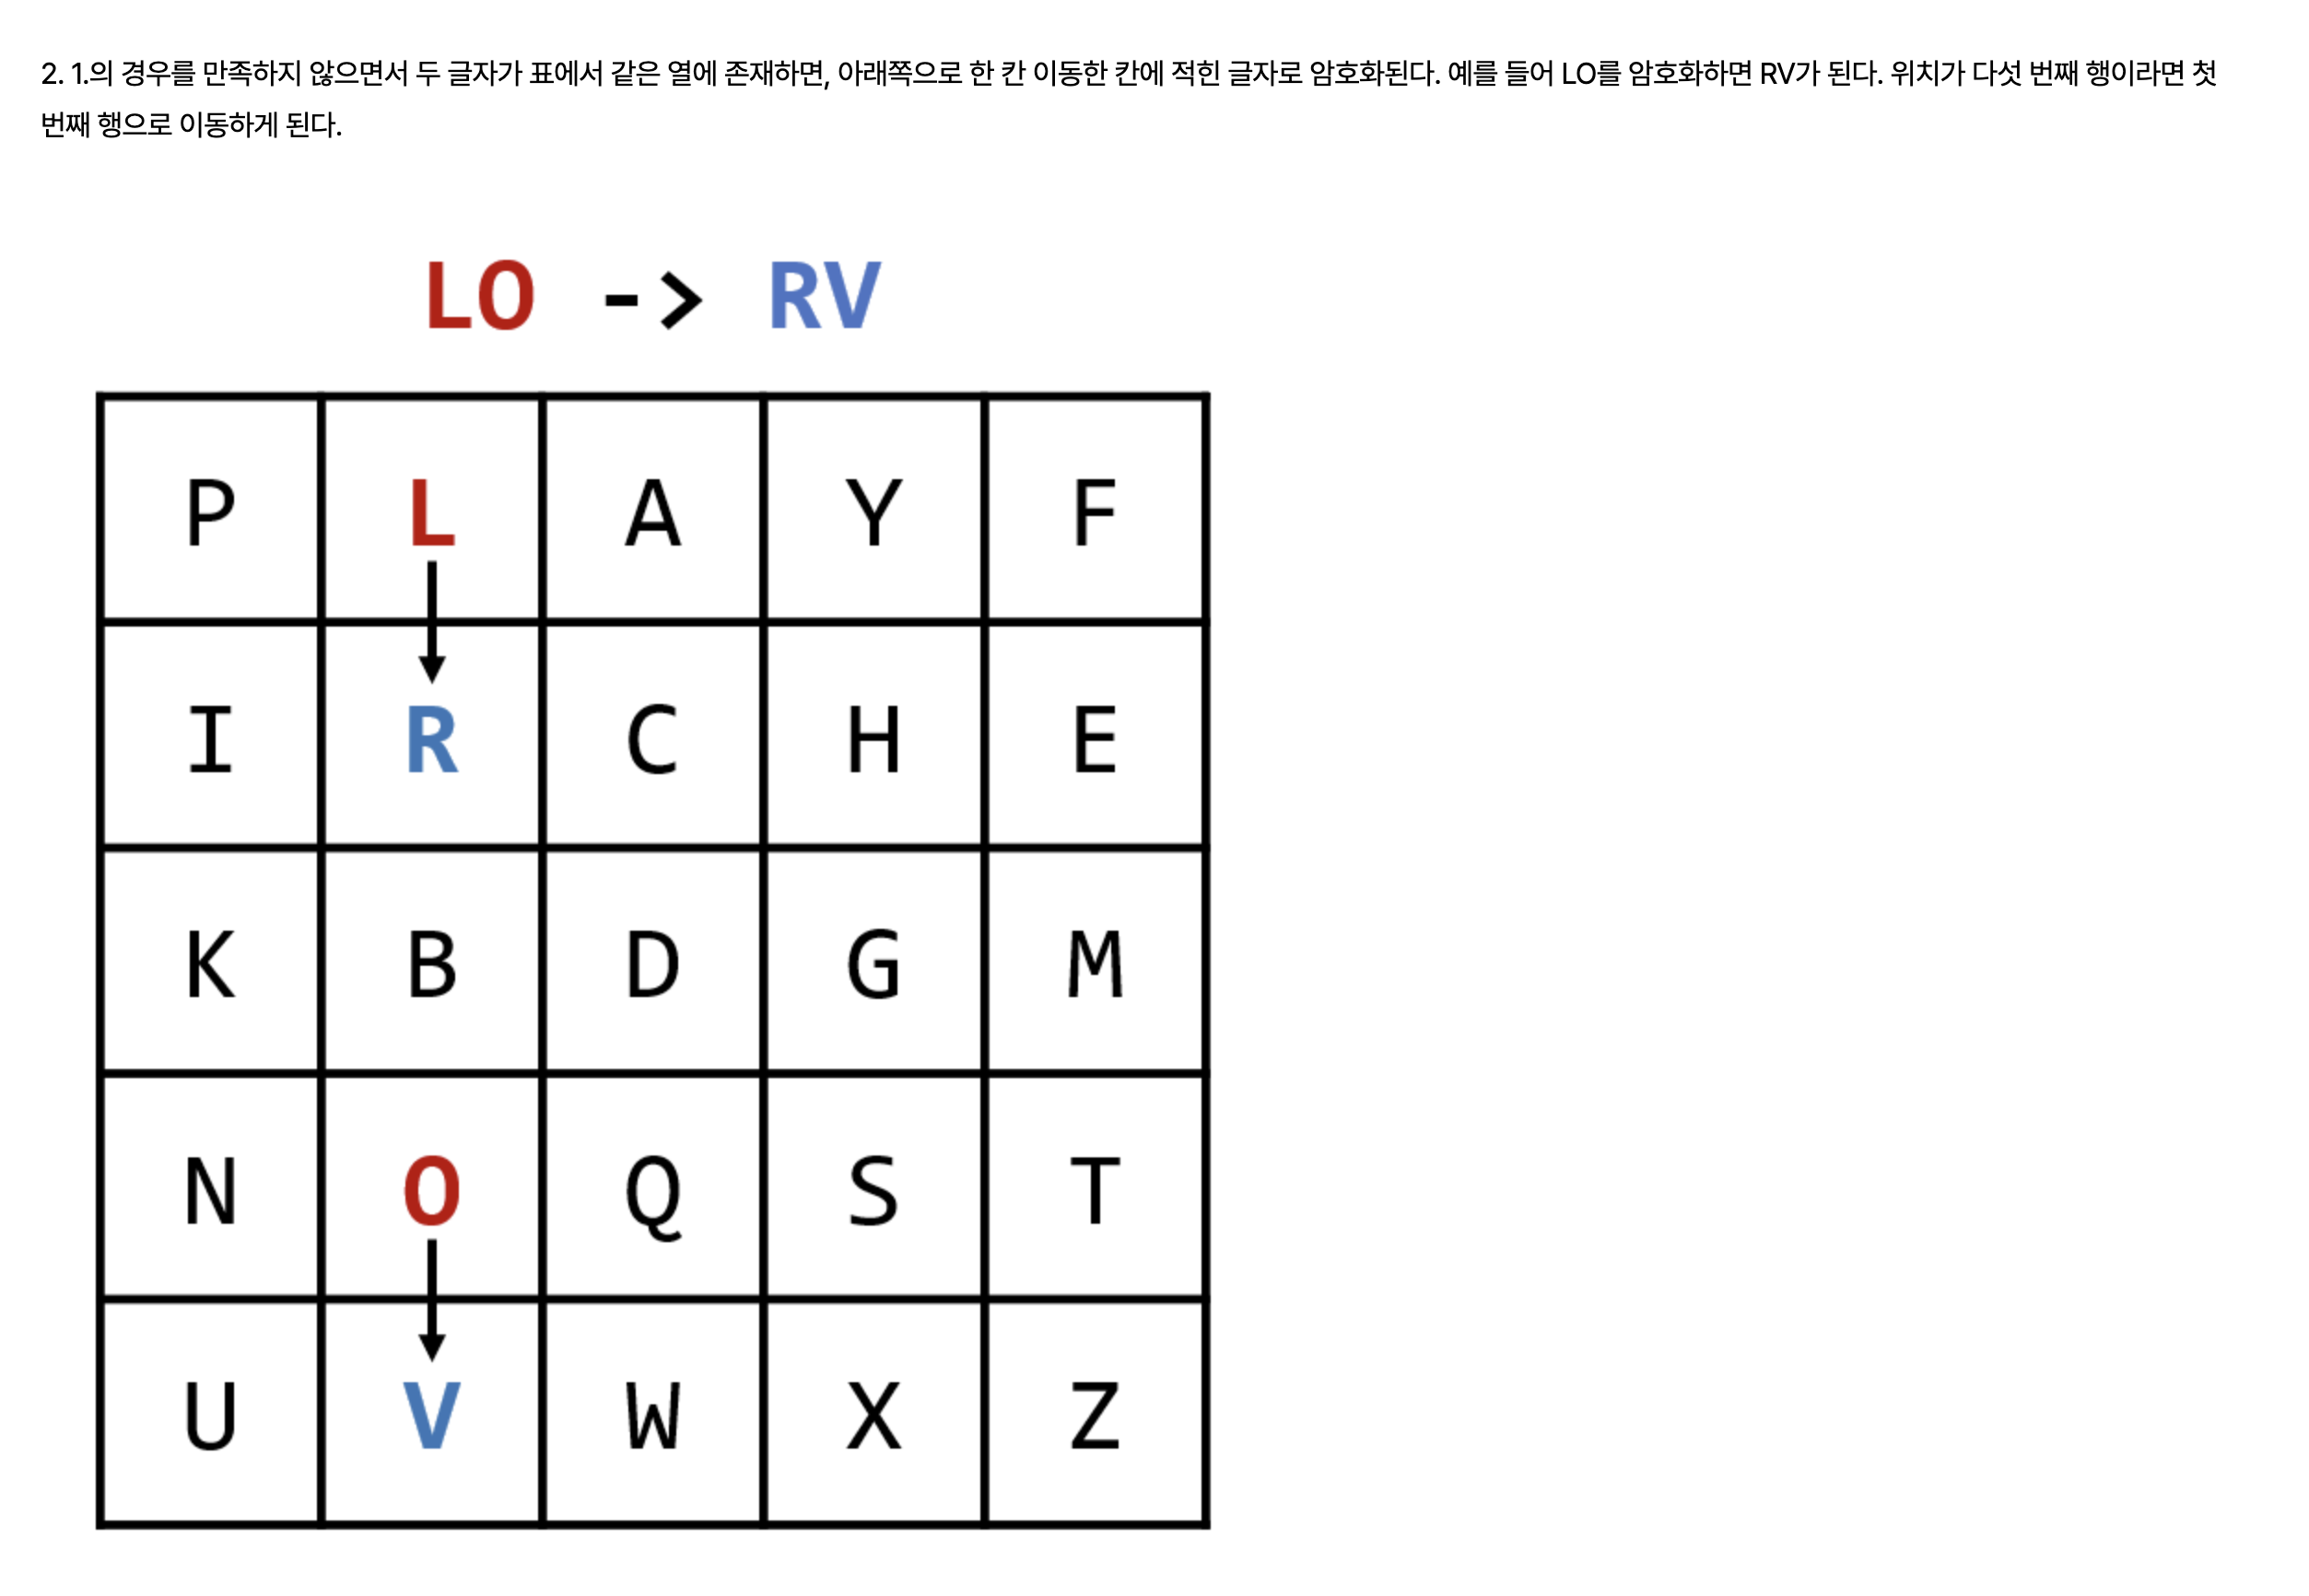 2. 1.의 경우를 만족하지 않으면서 두 글자가 표에서 같은 열에 존재하면, 아래쪽으로 한 칸 이동한 칸에 적힌 글자로 암호화된다. 예를 들어 LO를 암호화하면 RV가 된다. 위치가 다섯 번째 행이라면 첫
번째 행으로 이동하게 된다.
LO -> RV
P L A Y F
I R C H E
K B D G M
N O Q S T
U V W X Z